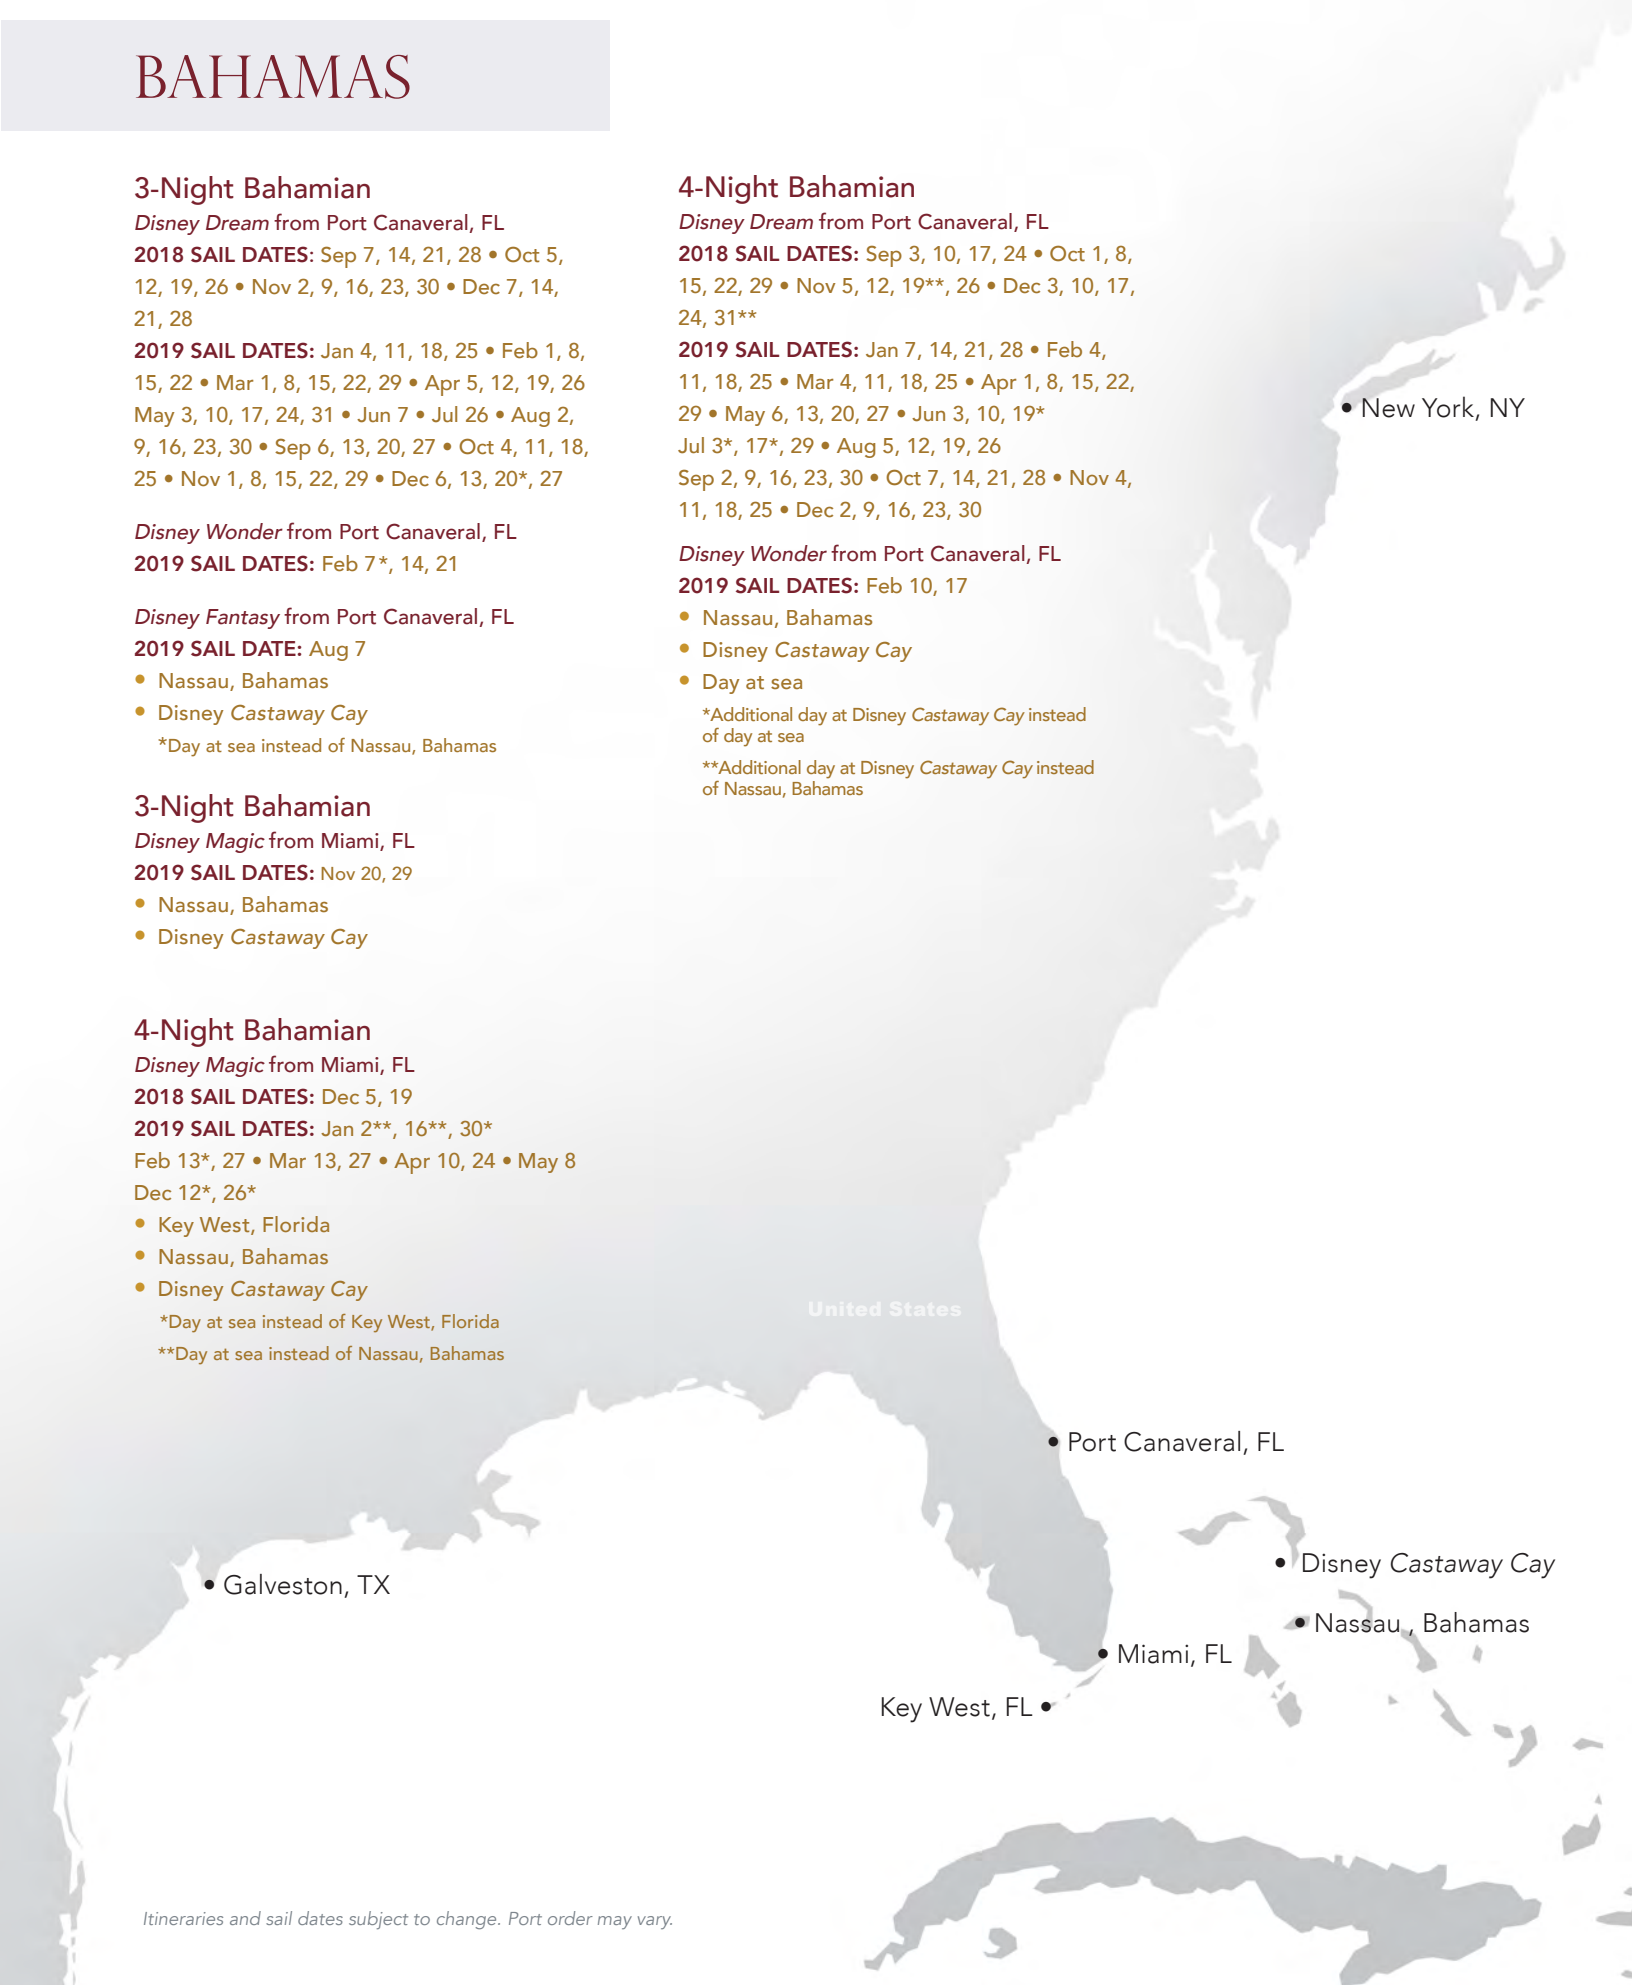 BAHAMAS
3-Night Bahamian
Disney Dream from Port Canaveral, FL
2018 SAIL DATES: Sep 7, 14, 21, 28 • Oct 5,
12, 19, 26 • Nov 2, 9, 16, 23, 30 • Dec 7, 14,
21, 28
2019 SAIL DATES: Jan 4, 11, 18, 25 • Feb 1, 8,
15, 22 • Mar 1, 8, 15, 22, 29 • Apr 5, 12, 19, 26
May 3, 10, 17, 24, 31 • Jun 7 • Jul 26 • Aug 2,
9, 16, 23, 30 • Sep 6, 13, 20, 27 • Oct 4, 11, 18,
25 • Nov 1, 8, 15, 22, 29 • Dec 6, 13, 20*, 27
Disney Wonder from Port Canaveral, FL
2019 SAIL DATES: Feb 7*, 14, 21
Disney Fantasy from Port Canaveral, FL
2019 SAIL DATE: Aug 7
• Nassau, Bahamas
• Disney Castaway Cay
*Day at sea instead of Nassau, Bahamas
3-Night Bahamian
Disney Magic from Miami, FL
2019 SAIL DATES: Nov 20, 29
• Nassau, Bahamas
• Disney Castaway Cay
4-Night Bahamian
Disney Magic from Miami, FL
2018 SAIL DATES: Dec 5, 19
2019 SAIL DATES: Jan 2**, 16**, 30*
Feb 13*, 27 • Mar 13, 27 • Apr 10, 24 • May 8
Dec 12*, 26*
• Key West, Florida
• Nassau, Bahamas
• Disney Castaway Cay
*Day at sea instead of Key West, Florida
**Day at sea instead of Nassau, Bahamas
4-Night Bahamian
Disney Dream from Port Canaveral, FL
2018 SAIL DATES: Sep 3, 10, 17, 24 • Oct 1, 8,
15, 22, 29 • Nov 5, 12, 19**, 26 • Dec 3, 10, 17,
24, 31**
2019 SAIL DATES: Jan 7, 14, 21, 28 • Feb 4,
11, 18, 25 • Mar 4, 11, 18, 25 • Apr 1, 8, 15, 22,
29 • May 6, 13, 20, 27 • Jun 3, 10, 19*
Jul 3*, 17*, 29 • Aug 5, 12, 19, 26
Sep 2, 9, 16, 23, 30 • Oct 7, 14, 21, 28 • Nov 4,
11, 18, 25 • Dec 2, 9, 16, 23, 30
Disney Wonder from Port Canaveral, FL
2019 SAIL DATES: Feb 10, 17
• Nassau, Bahamas
• Disney Castaway Cay
• Day at sea
*Additional day at Disney Castaway Cay instead
of day at sea
**Additional day at Disney Castaway Cay instead
of Nassau, Bahamas
• New York, NY
United States
• Port Canaveral, FL
• Disney Castaway Cay
• Galveston, TX
• Nassau , Bahamas
• Miami, FL
Key West, FL •
Itineraries and sail dates subject to change. Port order may vary.